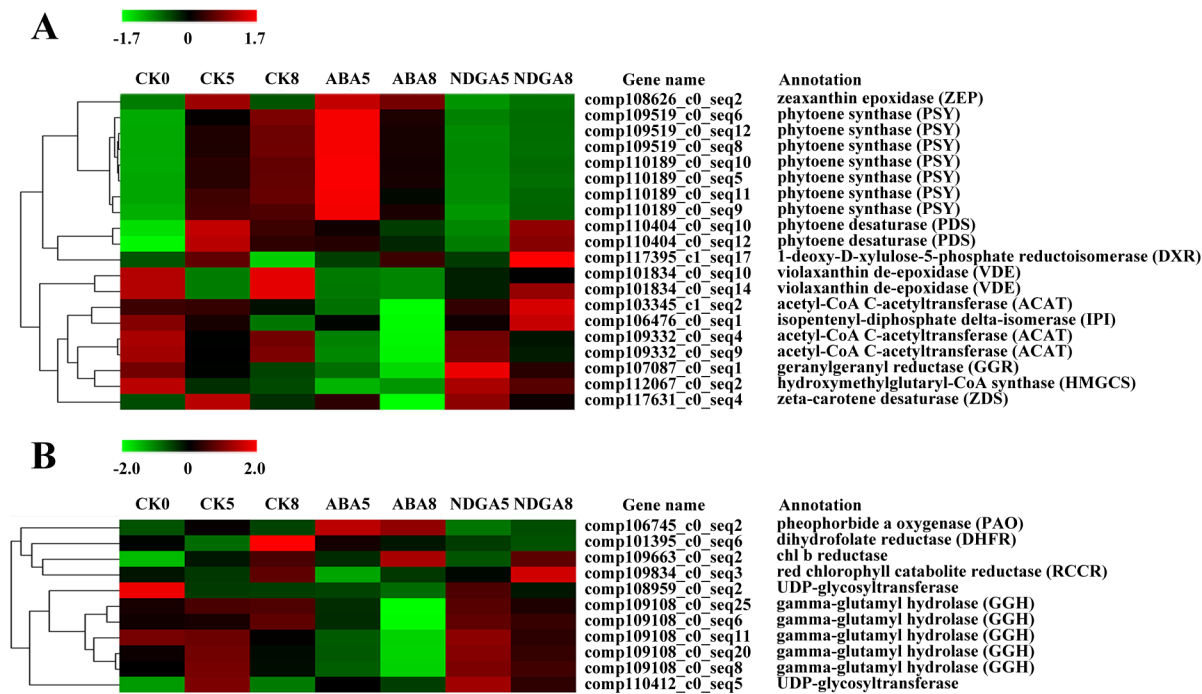 A
-1.7 0 1.7
CK0 CK5 CK8 ABA5 ABA8 NDGA5 NDGA8 Gene name Annotation
comp108626_c0_seq2 zeaxanthin epoxidase (ZEP)
comp109519_c0_seq6 phytoene synthase (PSY)
comp109519_c0_seq12 phytoene synthase (PSY)
comp109519_c0_seq8 phytoene synthase (PSY)
comp110189_c0_seq10 phytoene synthase (PSY)
comp110189_c0_seq5 phytoene synthase (PSY)
comp110189_c0_seq11 phytoene synthase (PSY)
comp110189_c0_seq9 phytoene synthase (PSY)
comp110404_c0_seq10 phytoene desaturase (PDS)
comp110404_c0_seq12 phytoene desaturase (PDS)
comp117395_c1_seq17 1-deoxy-D-xylulose-5-phosphate reductoisomerase (DXR)
comp101834_c0_seq10 violaxanthin de-epoxidase (VDE)
comp101834_c0_seq14 violaxanthin de-epoxidase (VDE)
comp103345_c1_seq2 acetyl-CoA C-acetyltransferase (ACAT)
comp106476_c0_seq1 isopentenyl-diphosphate delta-isomerase (IPI)
comp109332_c0_seq4 acetyl-CoA C-acetyltransferase (ACAT)
comp109332_c0_seq9 acetyl-CoA C-acetyltransferase (ACAT)
comp107087_c0_seq1 geranylgeranyl reductase (GGR)
comp112067_c0_seq2 hydroxymethylglutaryl-CoA synthase (HMGCS)
comp117631_c0_seq4 zeta-carotene desaturase (ZDS)
B
-2.0 0 2.0
CK0 CK5 CK8 ABA5 ABA8 NDGA5 NDGA8 Gene name Annotation
comp106745_c0_seq2 pheophorbide a oxygenase (PAO)
comp101395_c0_seq6 dihydrofolate reductase (DHFR)
comp109663_c0_seq2 chl b reductase
comp109834_c0_seq3 red chlorophyll catabolite reductase (RCCR)
comp108959_c0_seq2 UDP-glycosyltransferase
comp109108_c0_seq25 gamma-glutamyl hydrolase (GGH)
comp109108_c0_seq6 gamma-glutamyl hydrolase (GGH)
comp109108_c0_seq11 gamma-glutamyl hydrolase (GGH)
comp109108_c0_seq20 gamma-glutamyl hydrolase (GGH)
comp109108_c0_seq8 gamma-glutamyl hydrolase (GGH)
comp110412_c0_seq5 UDP-glycosyltransferase